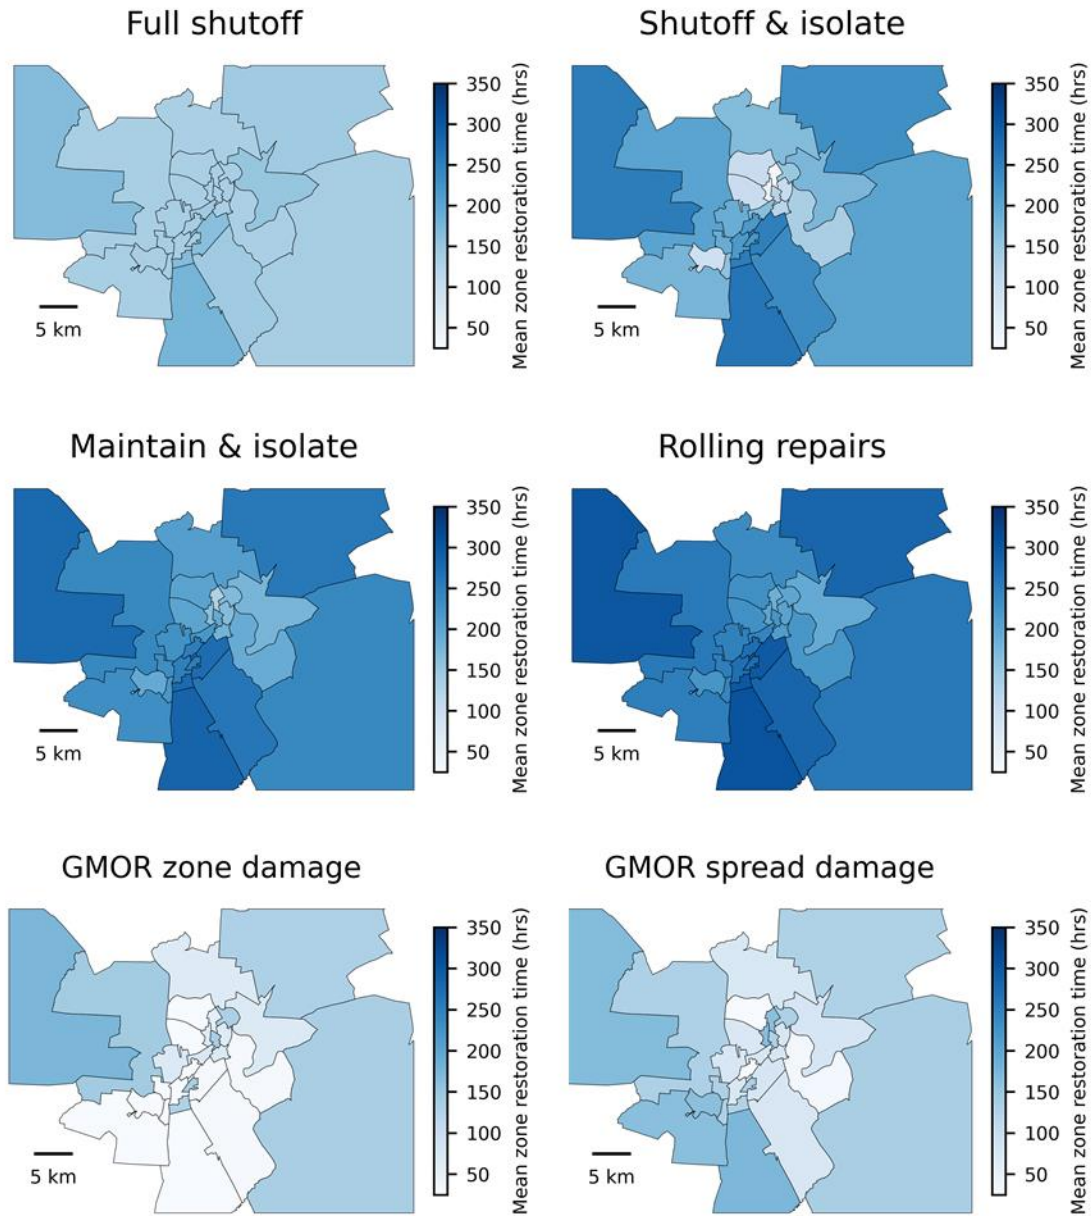 Full shutoff
Shutoff & isolate
350
300
250
200
150
100
50
Mean zone restoration time (hrs)
5 km
350
300
250
200
150
100
50
Mean zone restoration time (hrs)
5 km
Maintain & isolate
Rolling repairs
350
300
250
200
150
100
50
Mean zone restoration time (hrs)
5 km
350
300
250
200
150
100
50
Mean zone restoration time (hrs)
5 km
GMOR zone damage
GMOR spread damage
350
300
250
200
150
100
50
Mean zone restoration time (hrs)
5 km
350
300
250
200
150
100
50
Mean zone restoration time (hrs)
5 km